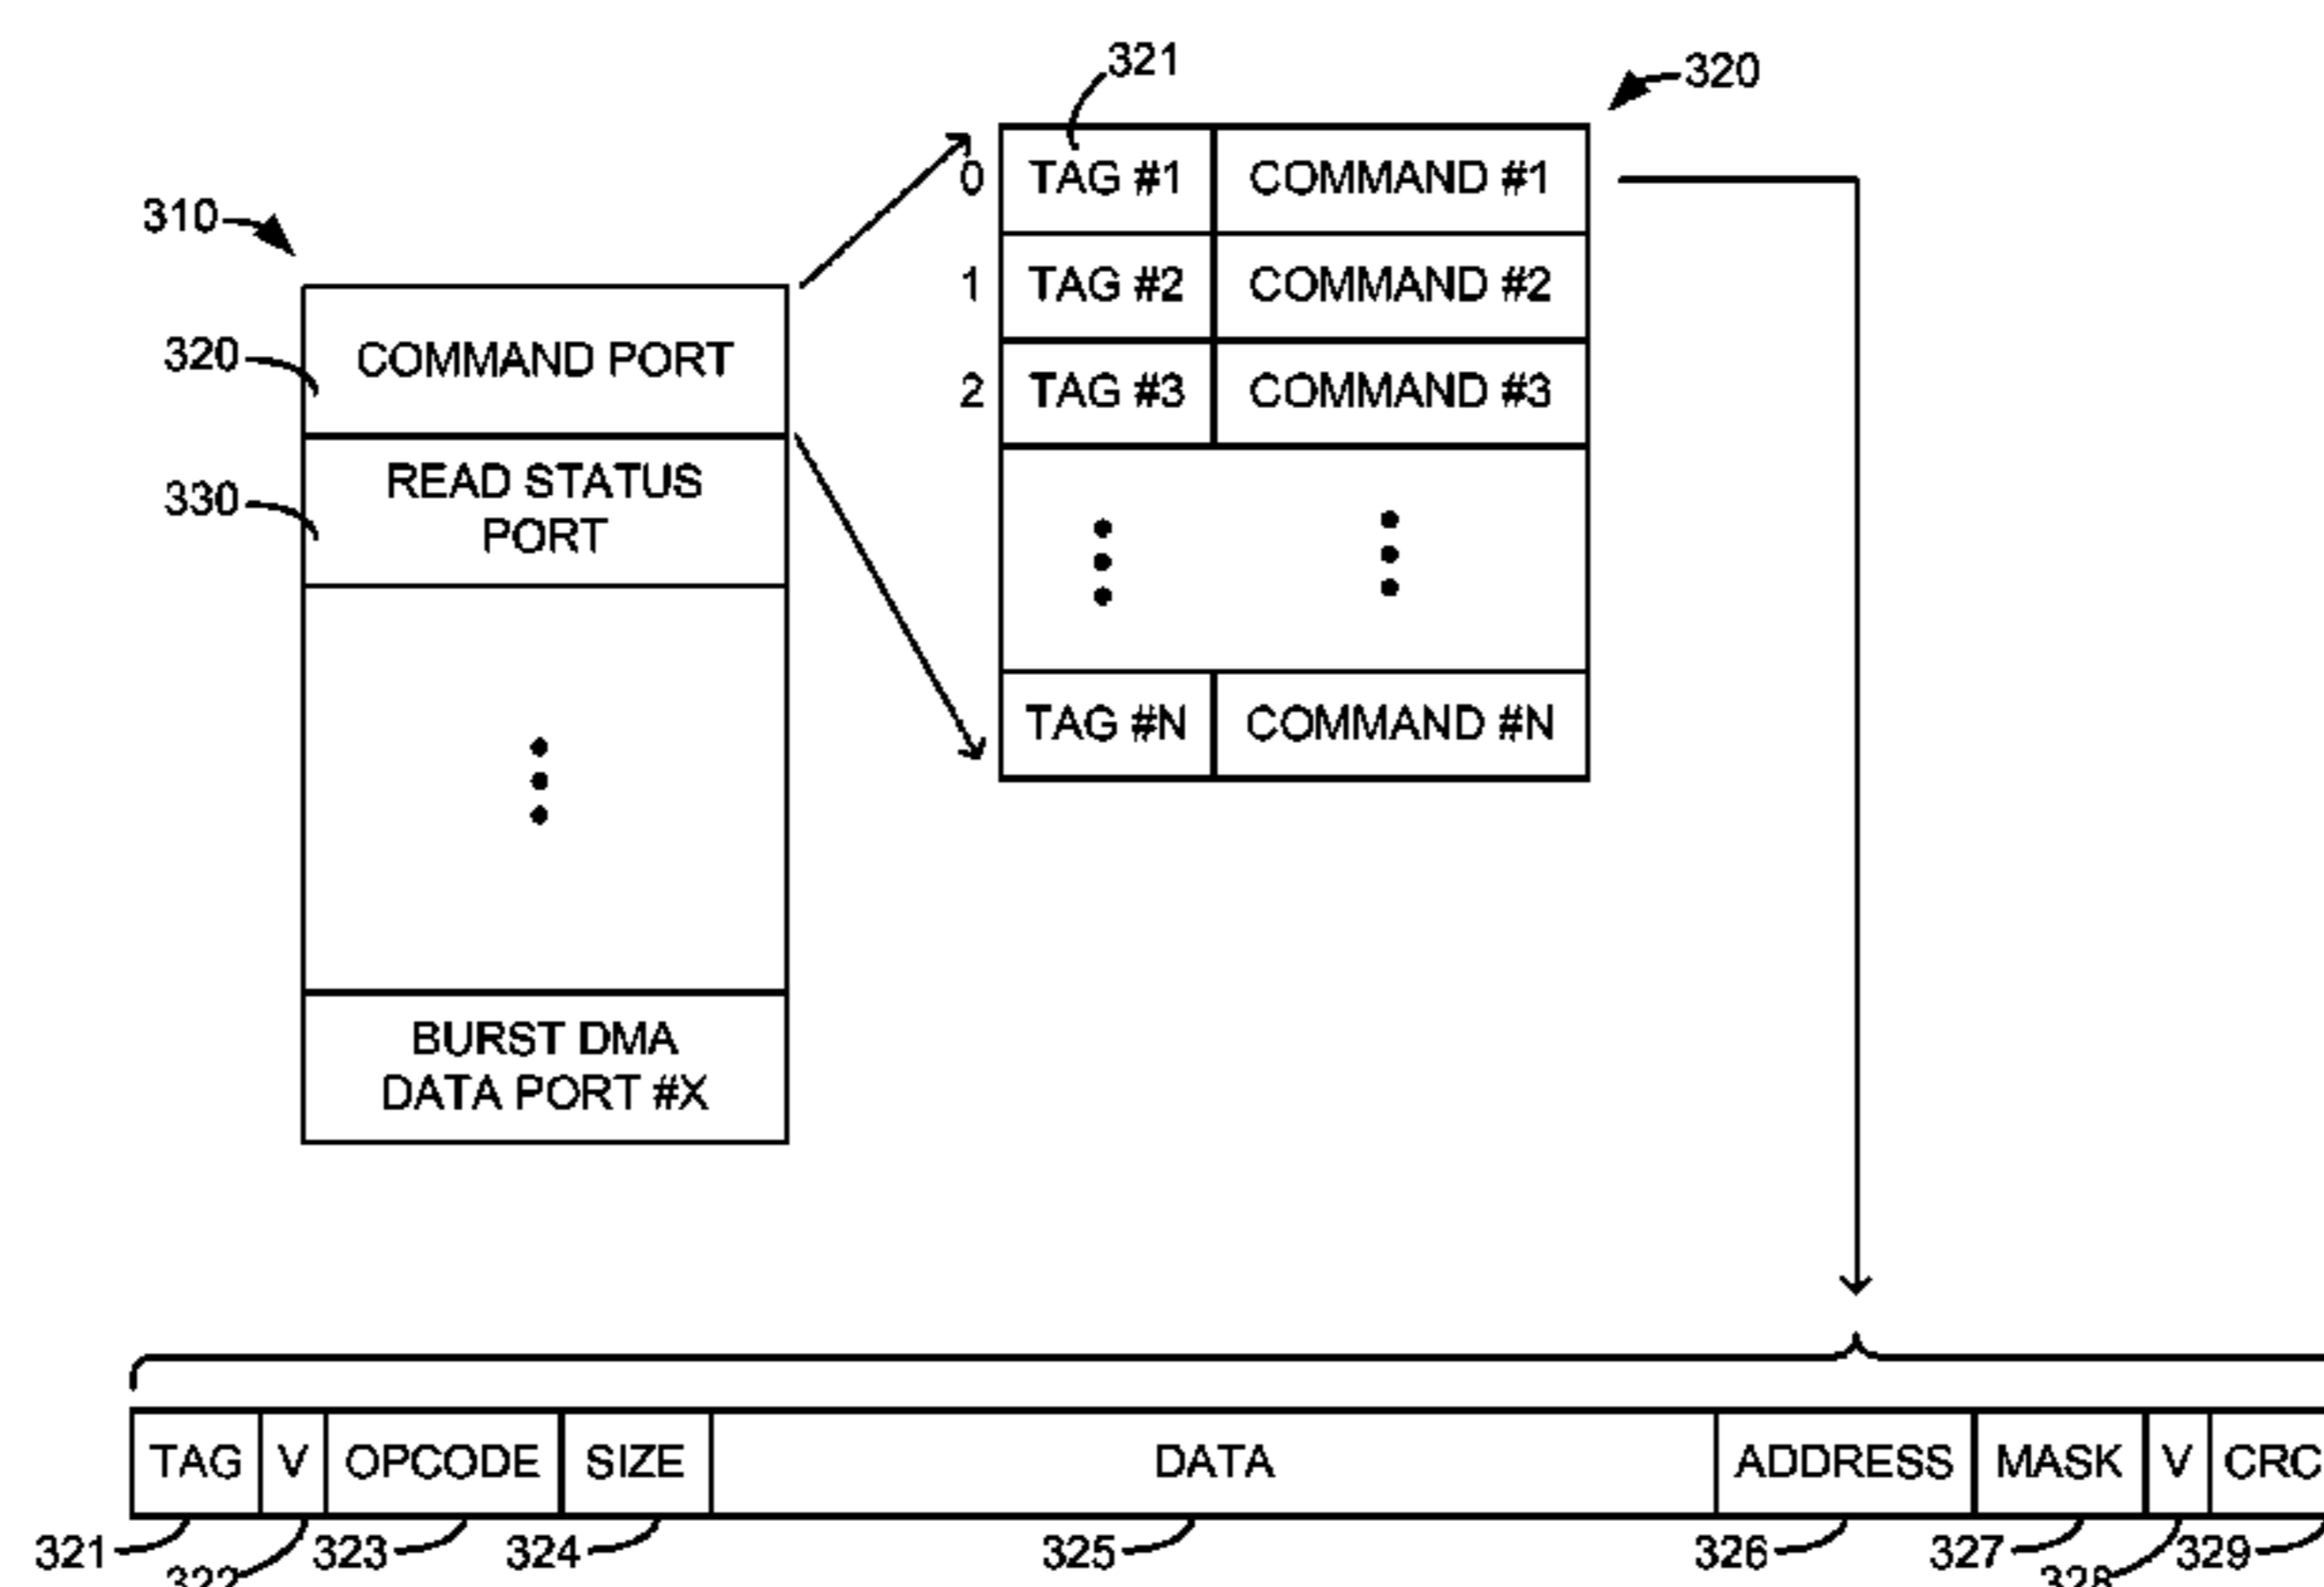 321
320
0 TAG #1 COMMAND #1
310
1 TAG #2 COMMAND #2
320 COMMAND PORT
2 TAG #3 COMMAND #3
330 READ STATUS
PORT
TAG #N COMMAND #N
BURST DMA
DATA PORT #X
TAG V OPCODE SIZE DATA ADDRESS MASK V CRC
321 322 323 324 325 326 327 328 329